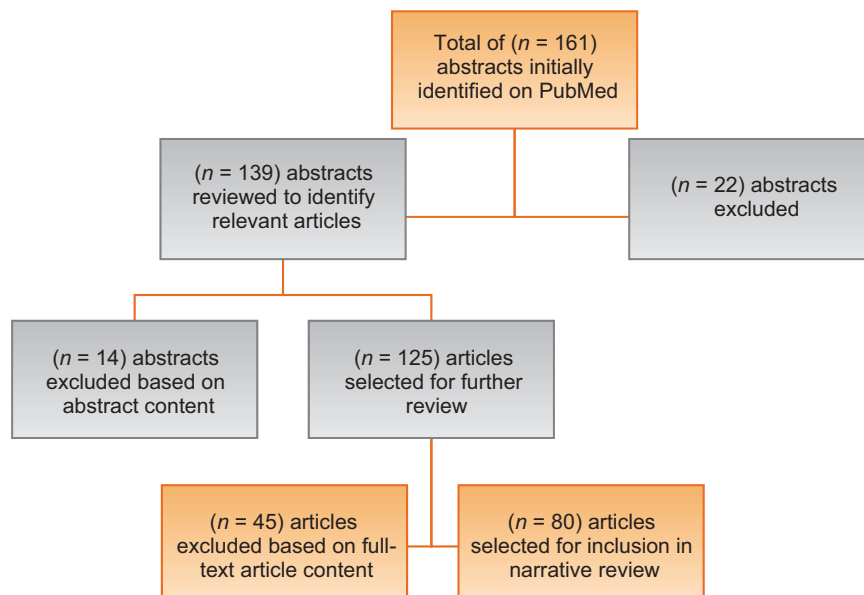 Total of (n = 161)
abstracts initially
identified on PubMed
(n = 139) abstracts
reviewed to identify
relevant articles
(n = 22) abstracts
excluded
(n = 14) abstracts
excluded based on
abstract content
(n = 125) articles
selected for further
review
(n = 45) articles
excluded based on full-
text article content
(n = 80) articles
selected for inclusion in
narrative review